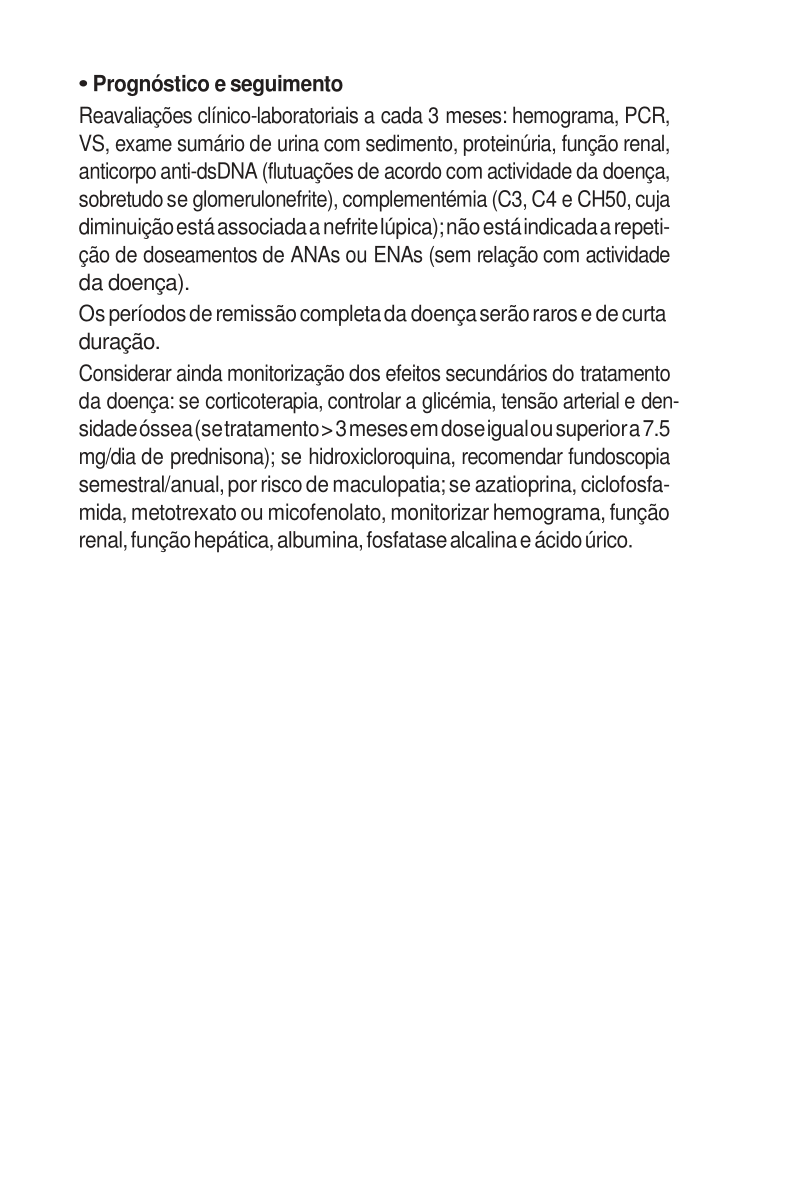 • Prognóstico e seguimento
Reavaliações clínico-laboratoriais a cada 3 meses: hemograma, PCR,
VS, exame sumário de urina com sedimento, proteinúria, função renal,
anticorpo anti-dsDNA (flutuações de acordo com actividade da doença,
sobretudo se glomerulonefrite), complementémia (C3, C4 e CH50, cuja
diminuição está associada a nefrite lúpica); não está indicada a repeti-
ção de doseamentos de ANAs ou ENAs (sem relação com actividade
da doença).
Os períodos de remissão completa da doença serão raros e de curta
duração.
Considerar ainda monitorização dos efeitos secundários do tratamento
da doença: se corticoterapia, controlar a glicémia, tensão arterial e den-
sidade óssea (se tratamento > 3 meses em dose igual ou superior a 7.5
mg/dia de prednisona); se hidroxicloroquina, recomendar fundoscopia
semestral/anual, por risco de maculopatia; se azatioprina, ciclofosfa-
mida, metotrexato ou micofenolato, monitorizar hemograma, função
renal, função hepática, albumina, fosfatase alcalina e ácido úrico.